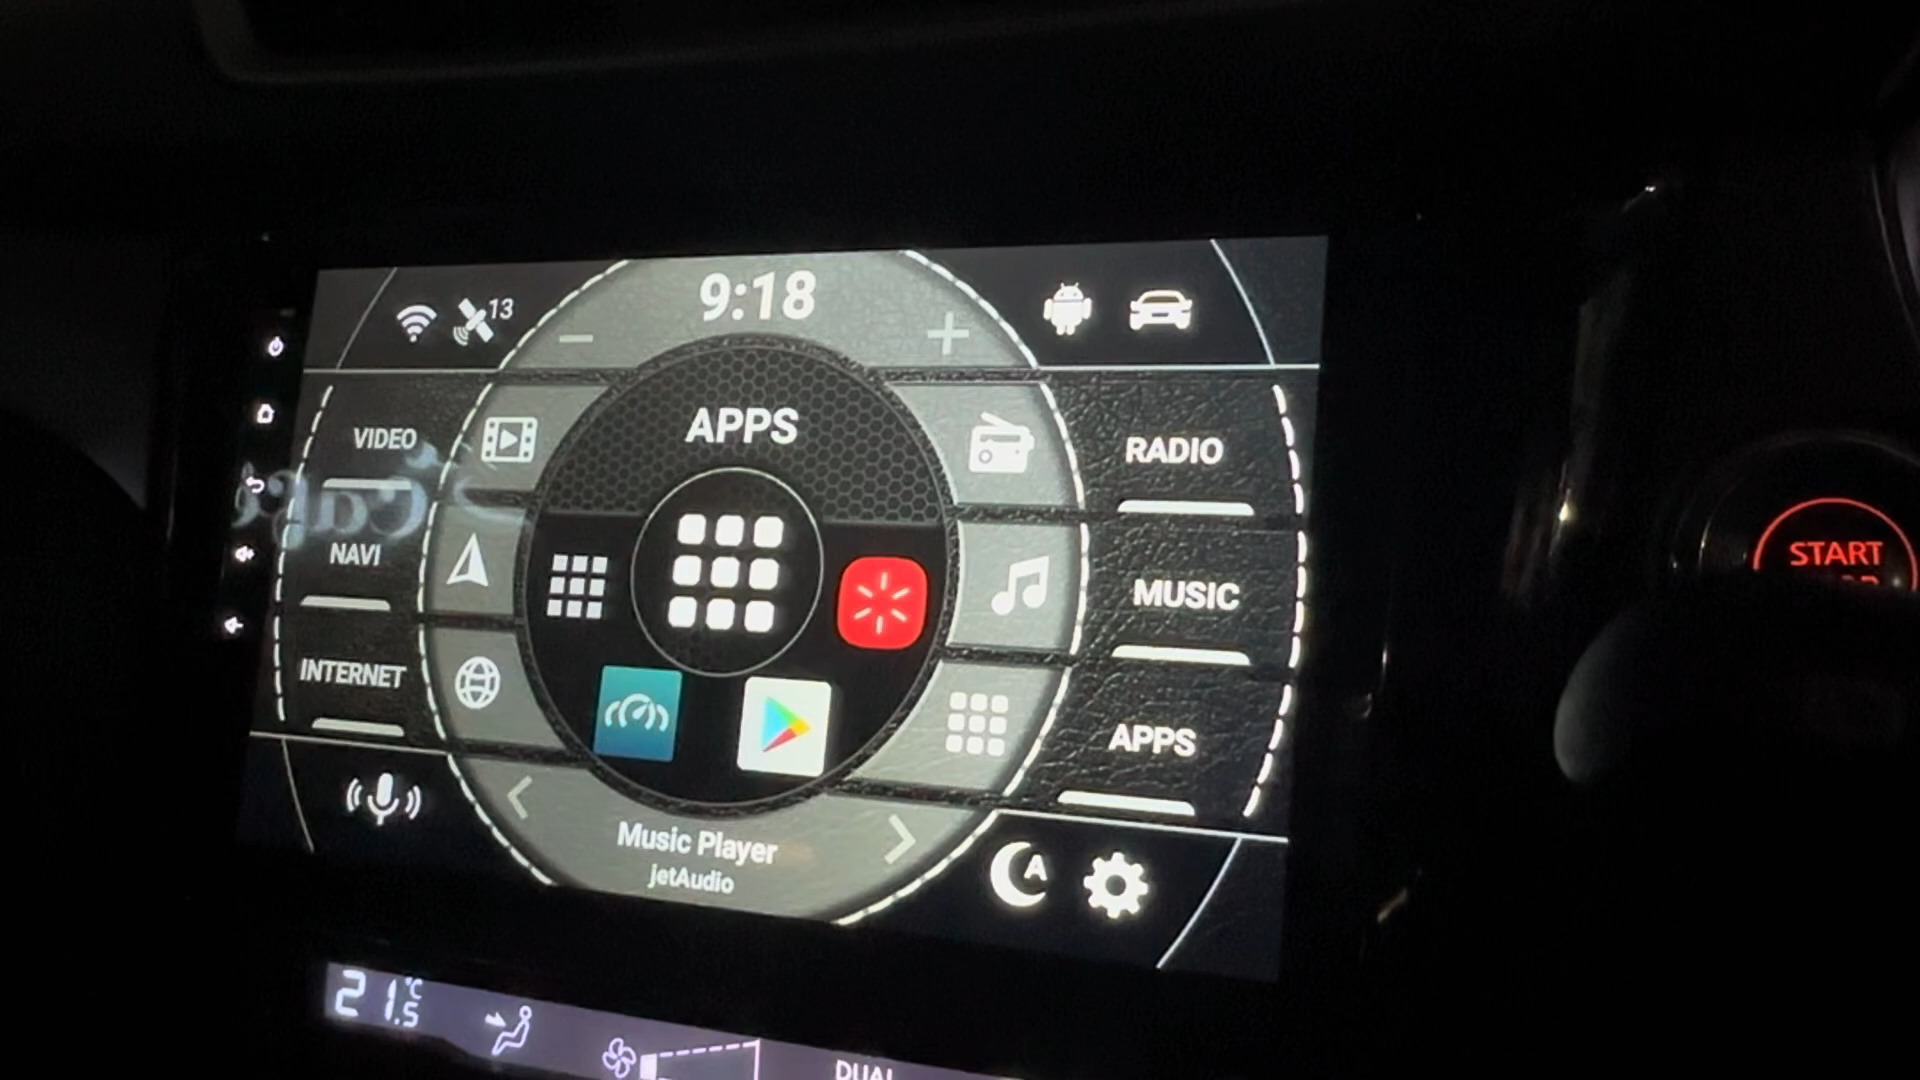 9:18
13
APPS
VIDEO
RADIO
NAVI
MUSIC
INTERNET
APPS
Music Player
jetAudio
A
START
21.5 °C
DUAL